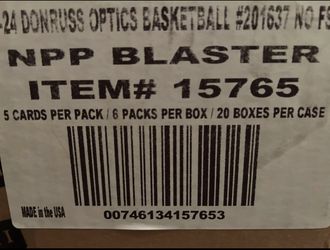 -24 DONRUSS OPTICS BASKETBALL #201637 NO
NPP BLASTER
ITEM# 15765
5 CARDS PER PACK / 6 PACKS PER BOX / 20 BOXES PER CASE
MADE in the USA
00746134157653